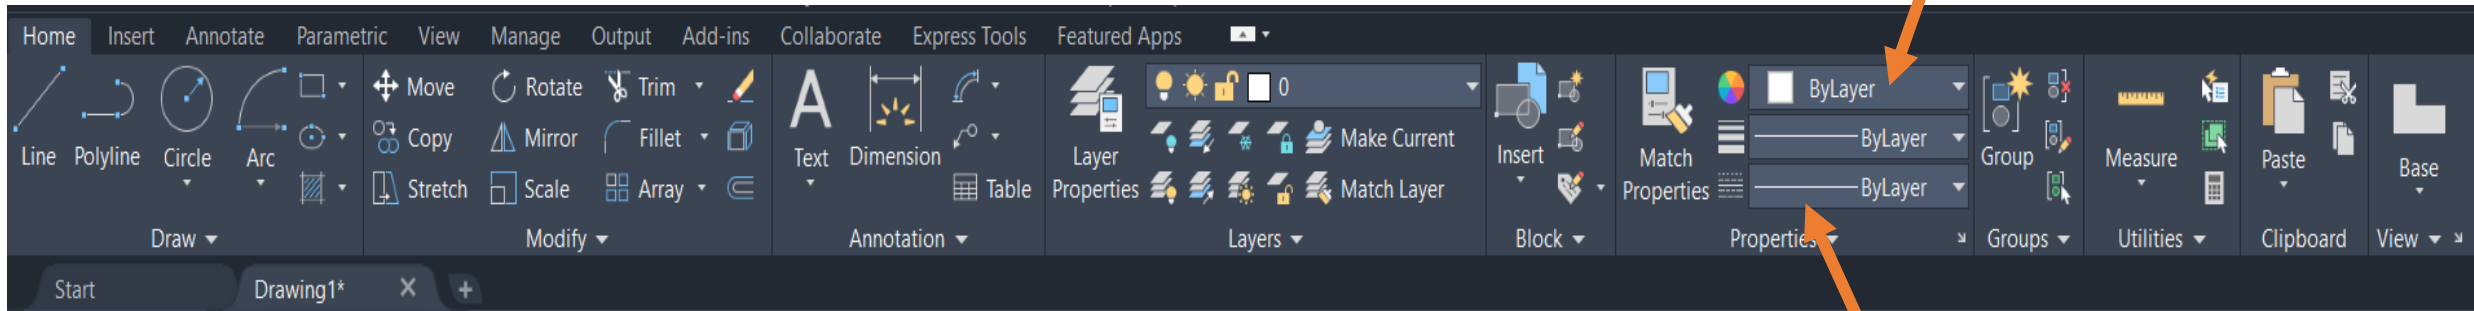 Home Insert Annotate Parametric View Manage Output Add-ins Collaborate Express Tools Featured Apps
Move Rotate Trim 0 ByLayer
Copy Mirror Fillet Make Current ByLayer
Line Polyline Circle Arc Text Dimension Layer Insert Match Group Measure Paste Base
Stretch Scale Array Table Properties Match Layer Properties ByLayer
Draw Modify Annotation Layers Block Properties Groups Utilities Clipboard View
Start Drawing1*